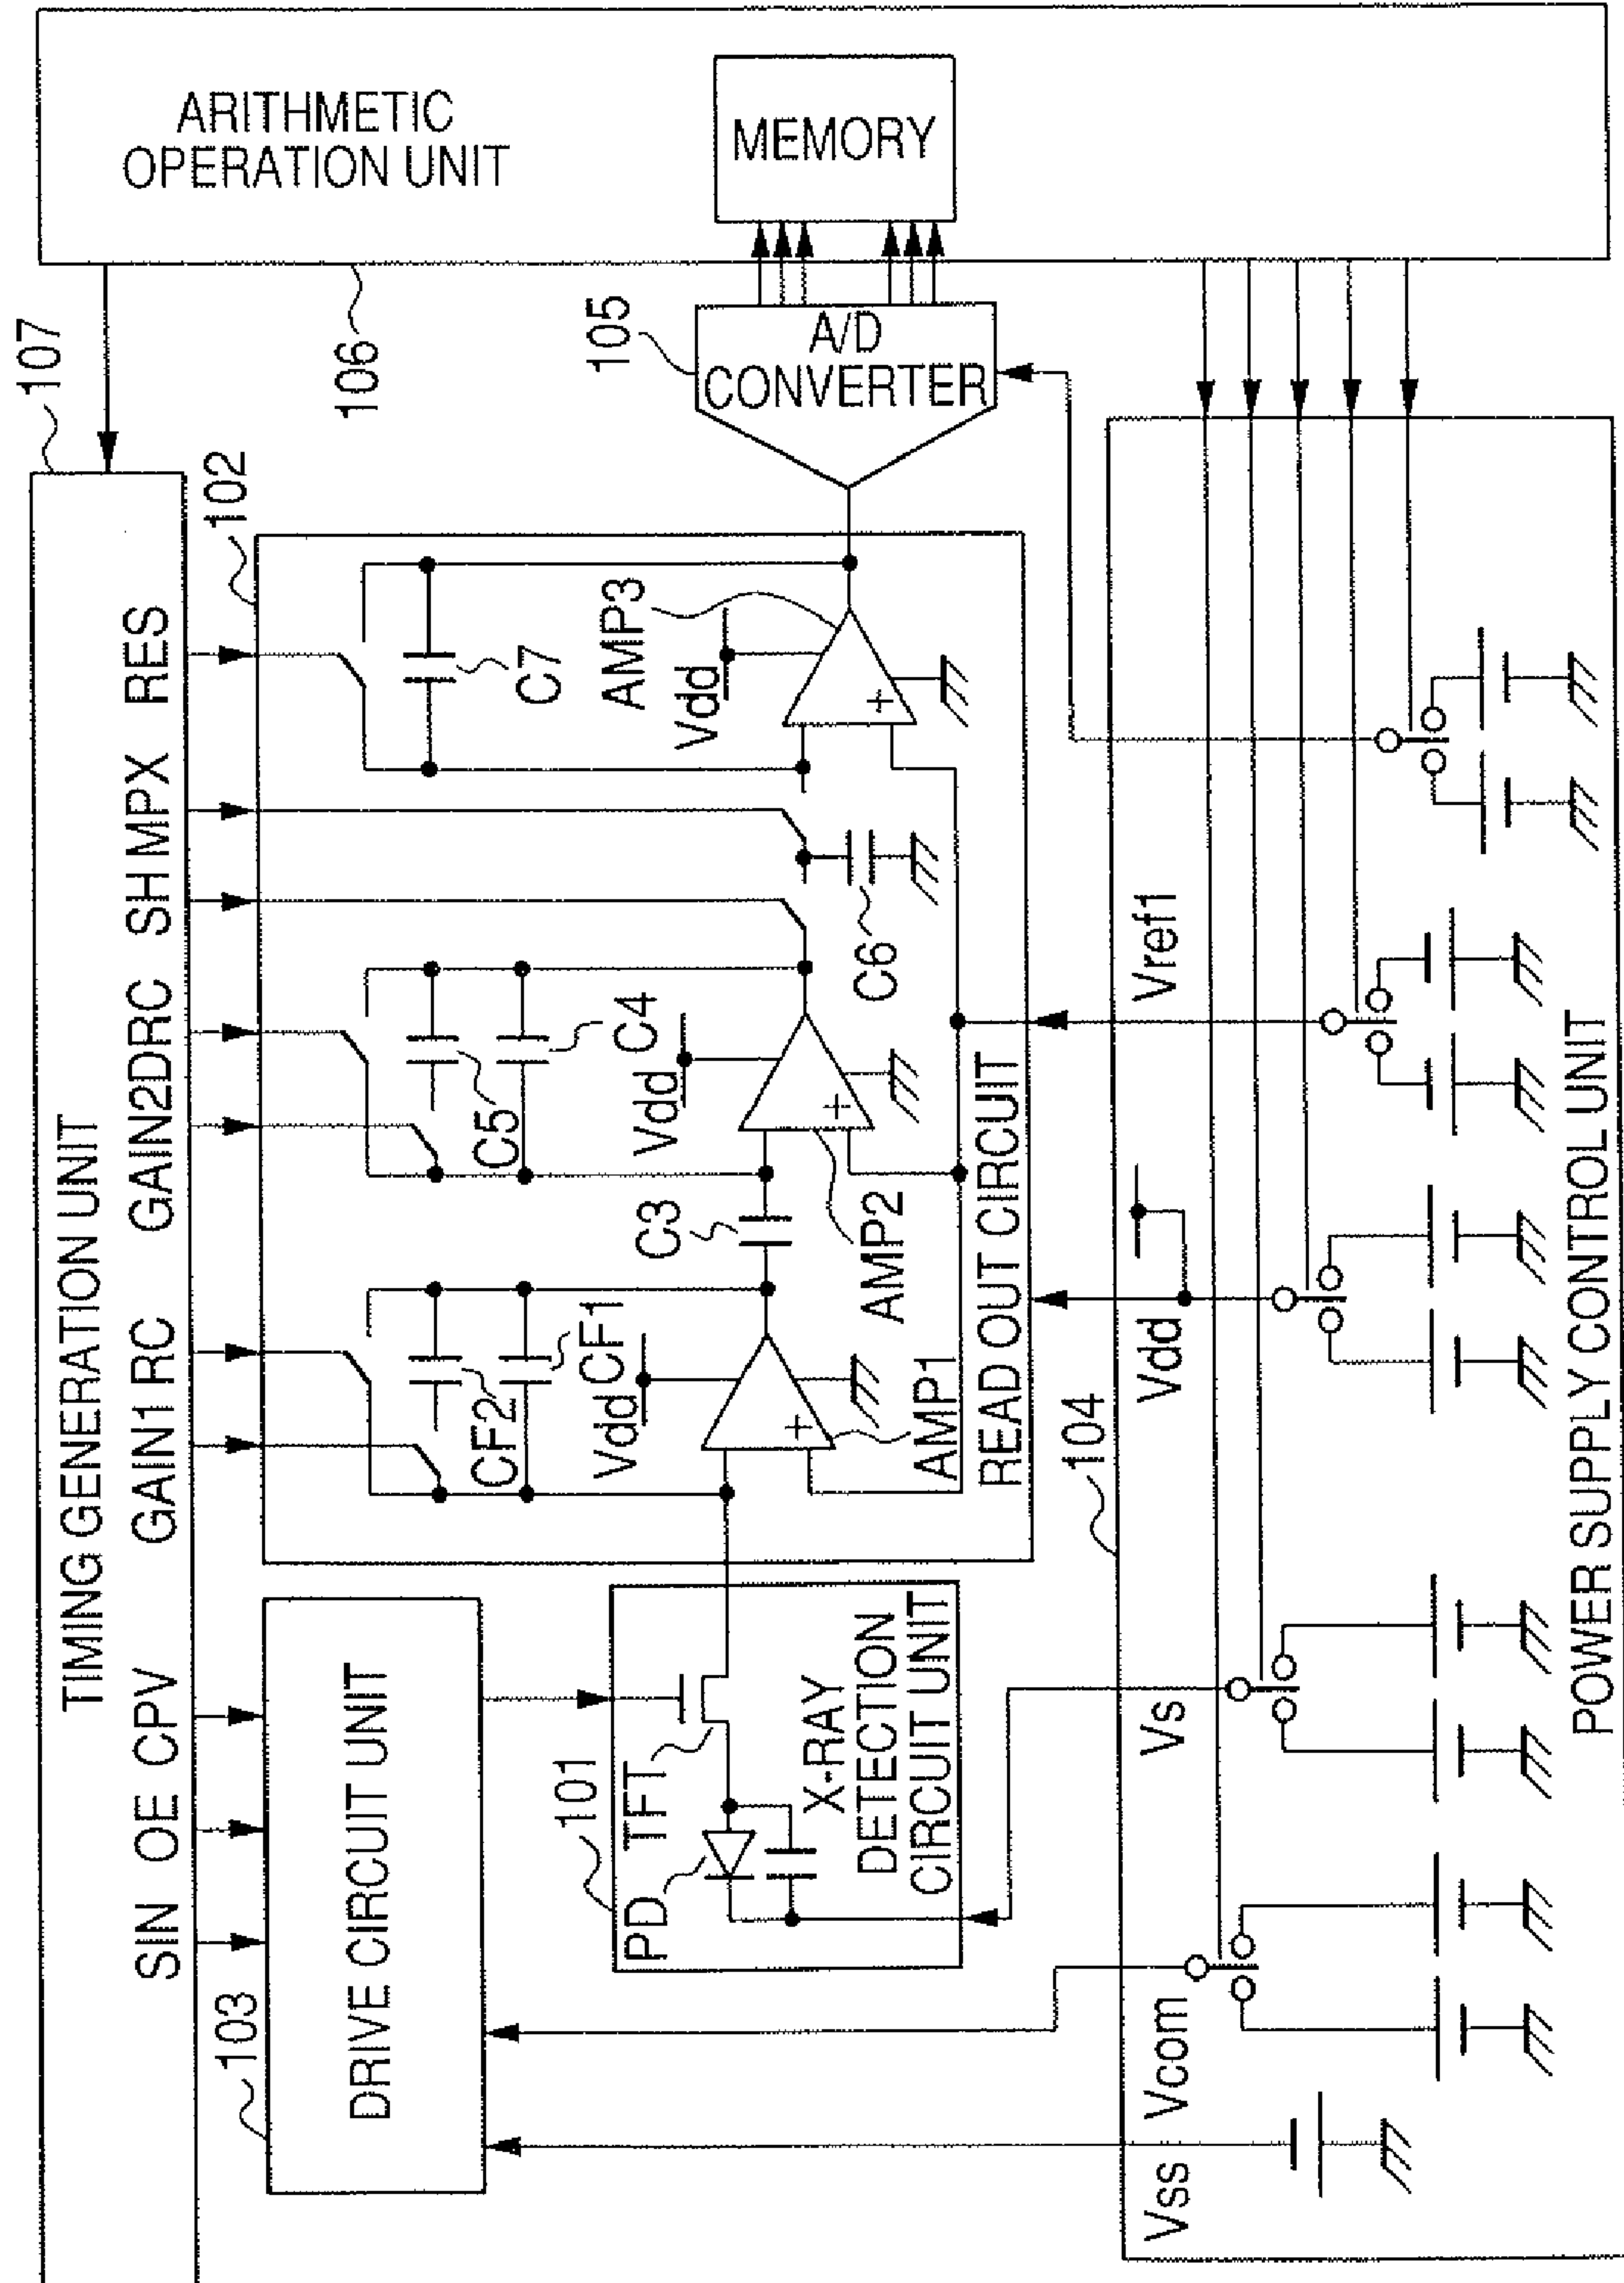 TIMING GENERATION UNIT
107
SIN OE CPV GAIN1 RC GAIN2 DRC SH MPX RES
103
DRIVE CIRCUIT UNIT
102
CF2
CF1
Vdd
AMP1
C3
C5
C4
Vdd
AMP2
C6
C7
Vdd
AMP3
READ OUT CIRCUIT
101
PD
TFT
X-RAY
DETECTION
CIRCUIT UNIT
105
A/D
CONVERTER
106
ARITHMETIC
OPERATION UNIT
MEMORY
104
Vss
Vcom
Vs
Vdd
Vref1
POWER SUPPLY CONTROL UNIT